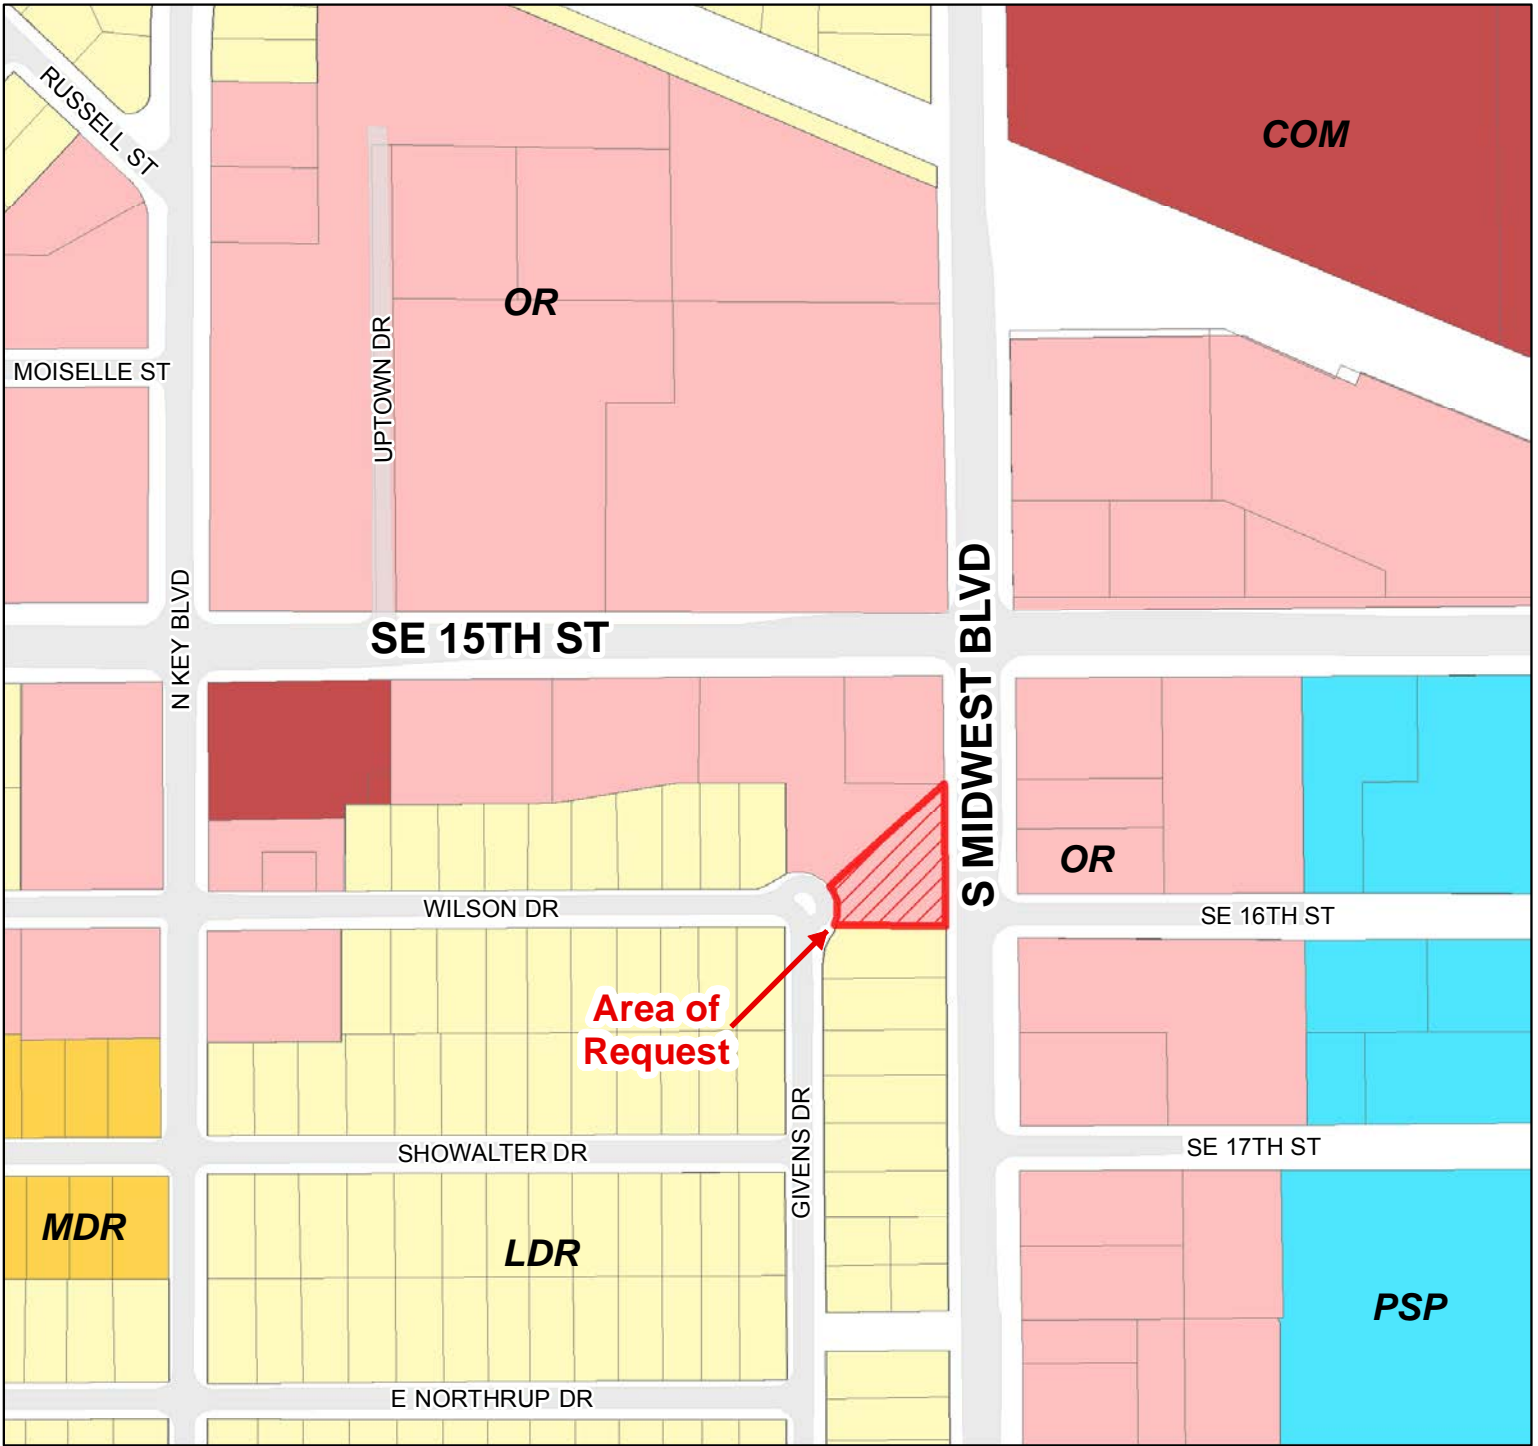 RUSSELL ST
COM
OR
UPTOWN DR
MOISELLE ST
N KEY BLVD
SE 15TH ST
S MIDWEST BLVD
OR
WILSON DR
SE 16TH ST
Area of
Request
GIVENS DR
SHOWALTER DR
SE 17TH ST
MDR
LDR
PSP
E NORTHRUP DR